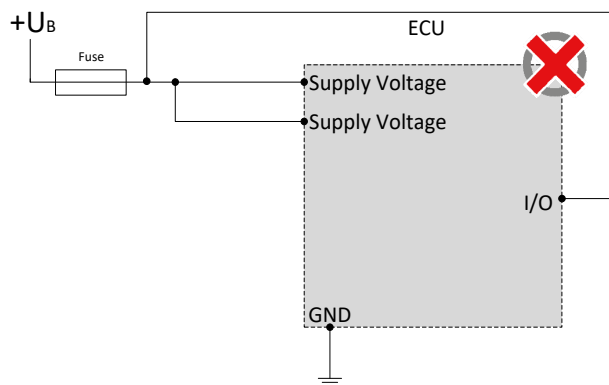 ECU
+UB
Fuse
Supply Voltage
Supply Voltage
I/O
GND